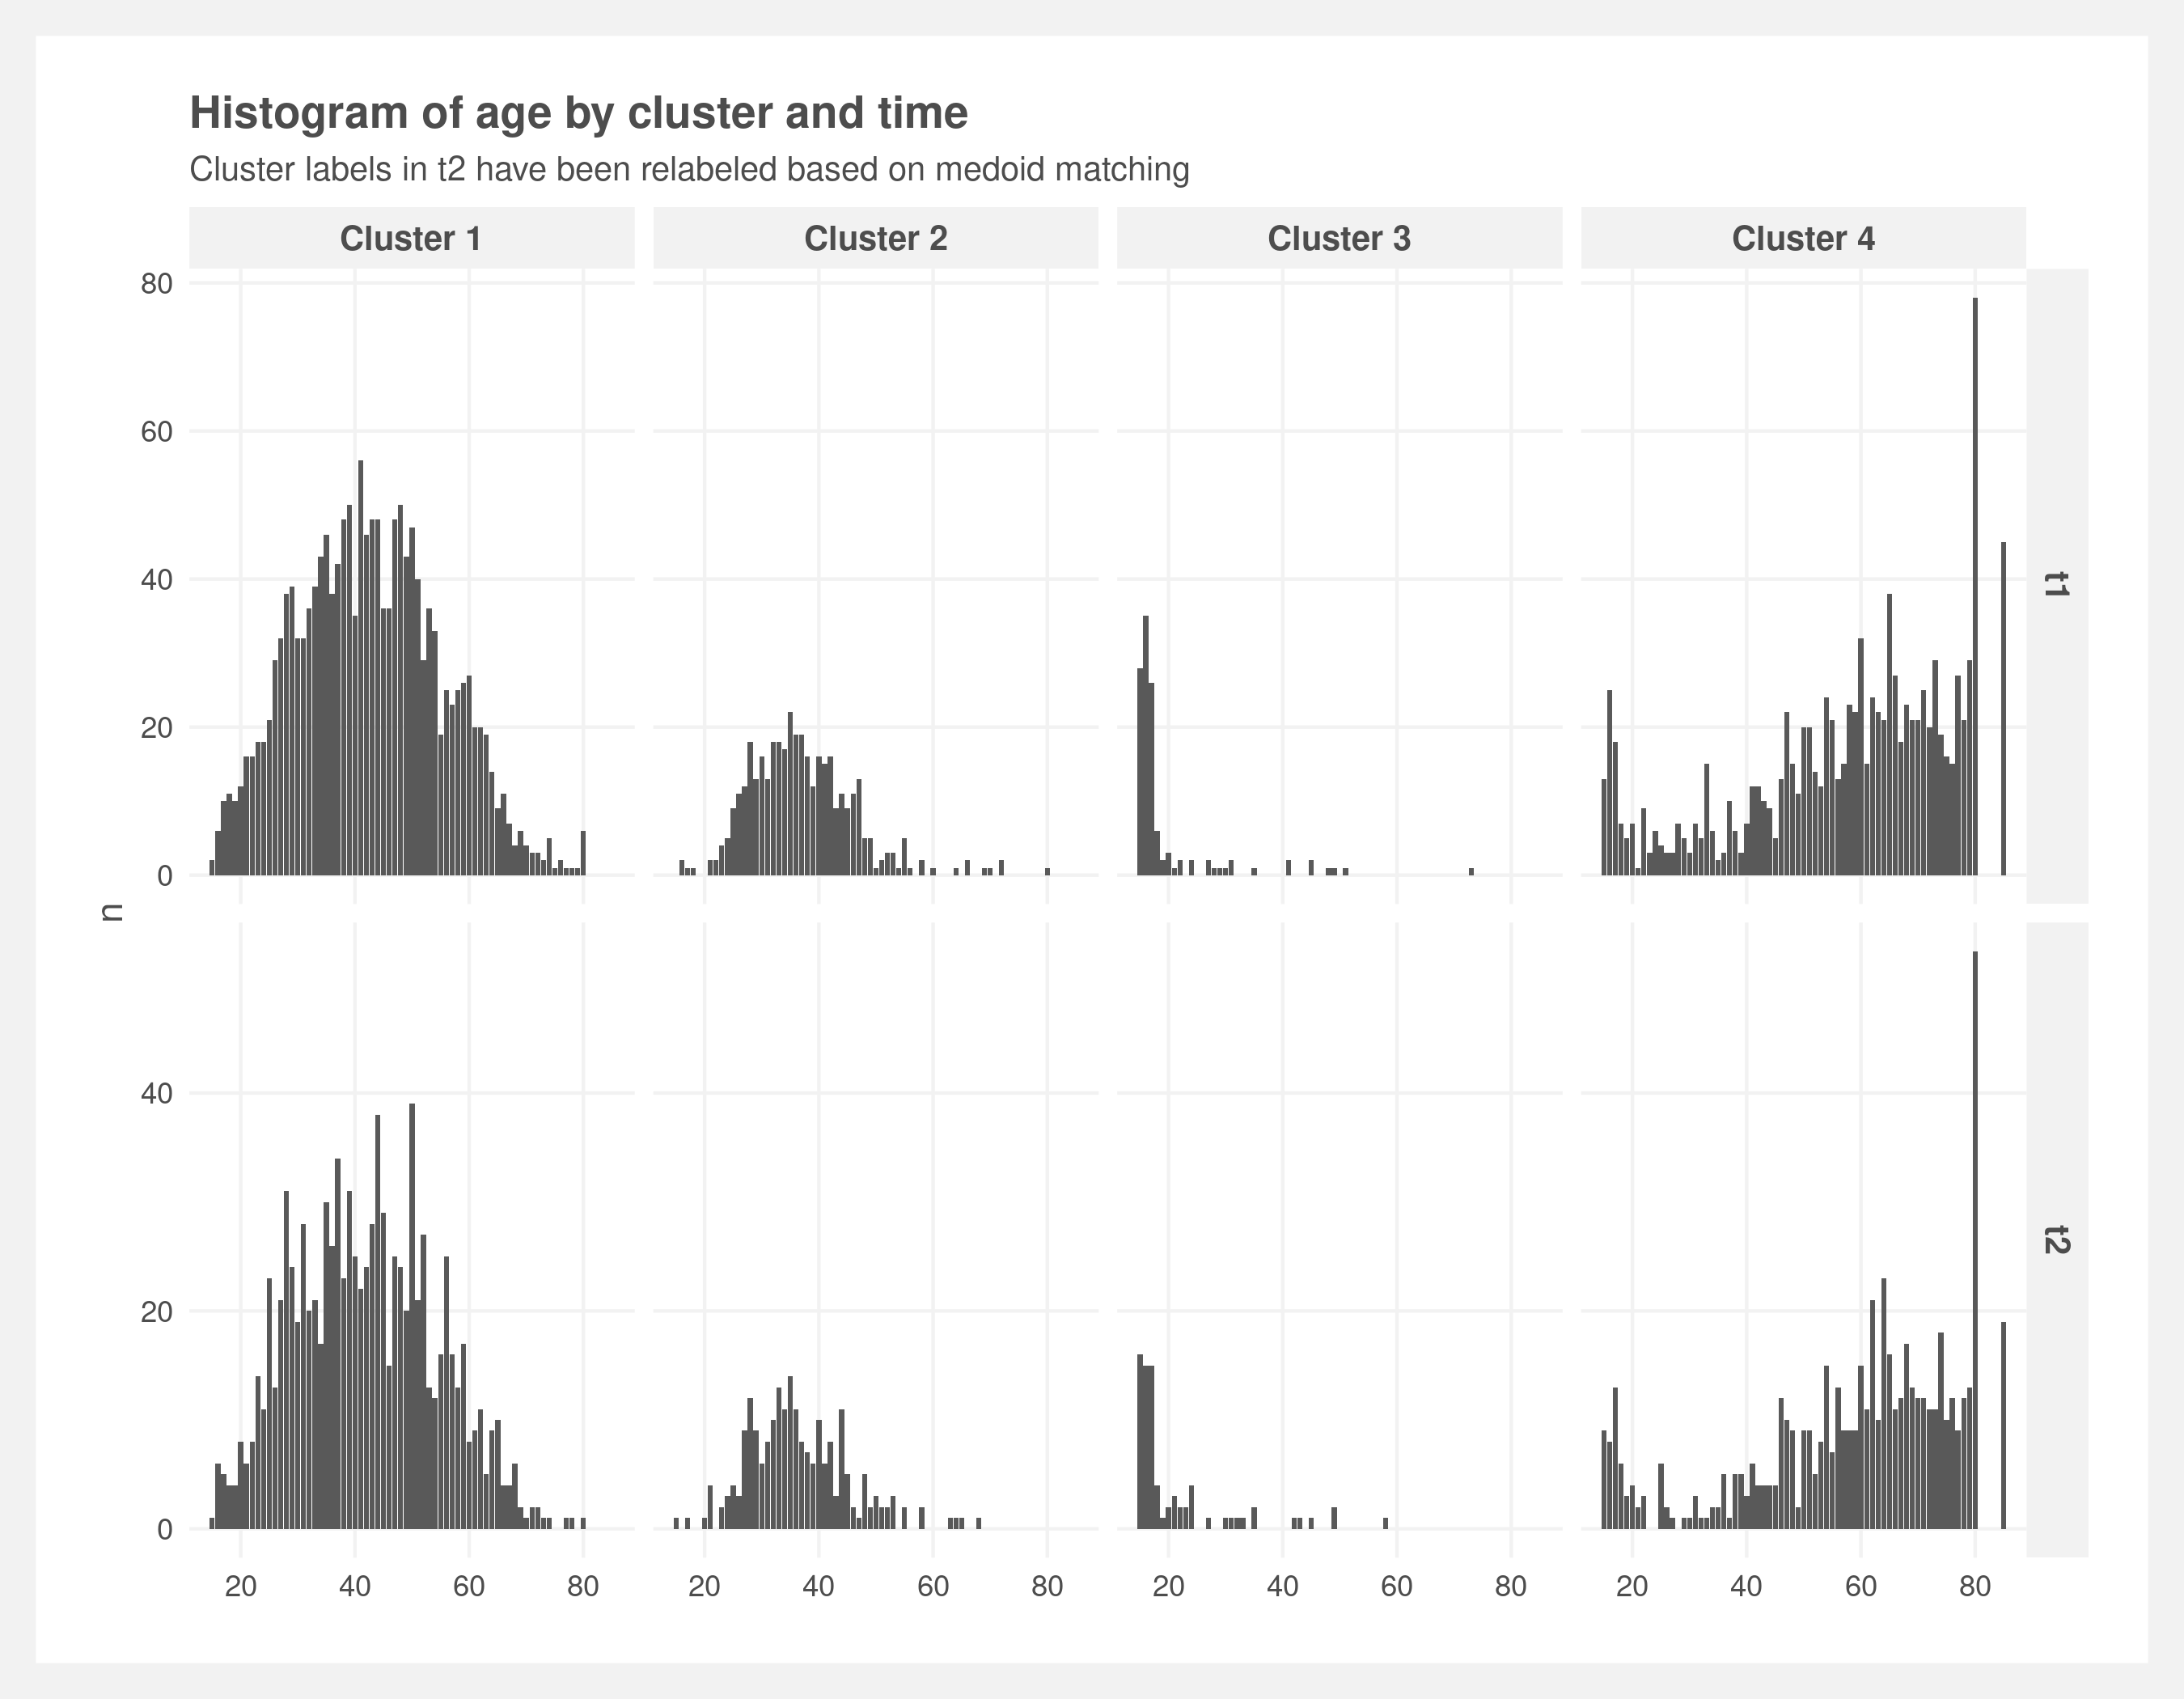 Histogram of age by cluster and time
Cluster labels in t2 have been relabeled based on medoid matching
Cluster 1 Cluster 2 Cluster 3 Cluster 4
80
60
40
20
0
t1
n
40
20
0
t2
20 40 60 80 20 40 60 80 20 40 60 80 20 40 60 80